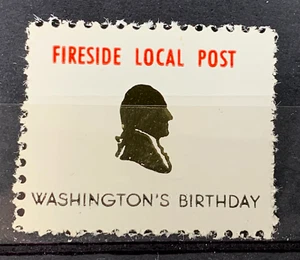 FIRESIDE LOCAL POST
WASHINGTON'S BIRTHDAY